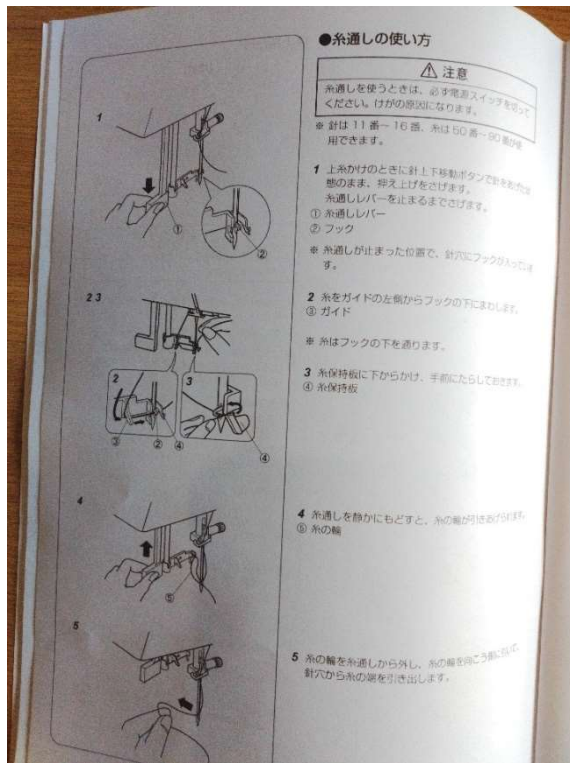 ●糸通しの使い方
⚠ 注意
糸通しを使うときは、必ず電源スイッチを切って
ください。けがの原因になります。
※ 針は11番~16番、糸は50番~90番が使
用できます。
1
1 上糸かけのときに針上下移動ボタンで針をあげた状
態のまま、押え上げをさげます。
糸通しレバーを止まるまでさげます。
① 糸通しレバー
② フック
①
②
※ 糸通しが止まった位置で、針穴にフックが入っていま
す。
2 3
2 糸をガイドの左側からフックの下にまわします。
③ ガイド
※ 糸はフックの下を通ります。
2
3
3 糸保持板に下からかけ、手前にたらしておきます。
④ 糸保持板
③
②
④
④
4
4 糸通しを静かにもどすと、糸の輪が引きあげられます。
⑤ 糸の輪
⑤
5
5 糸の輪を糸通しから外し、糸の輪を向こう側に
針穴から糸の端を引き出します。